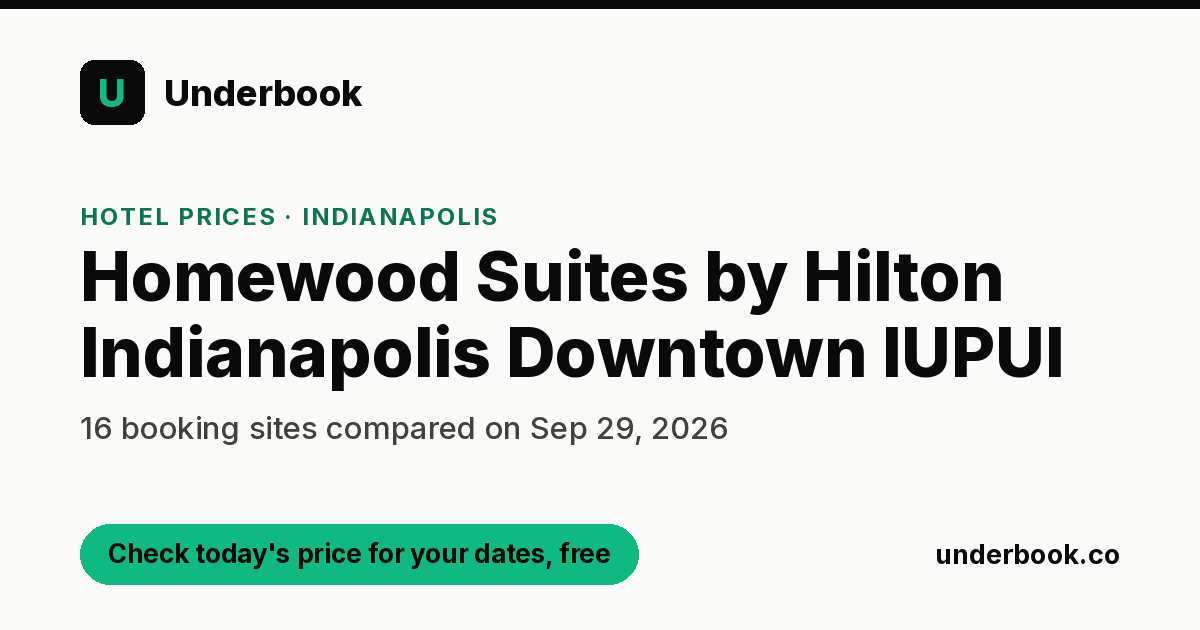 U Underbook
HOTEL PRICES · INDIANAPOLIS
Homewood Suites by Hilton
Indianapolis Downtown IUPUI
16 booking sites compared on Sep 29, 2026
Check today's price for your dates, free
underbook.co